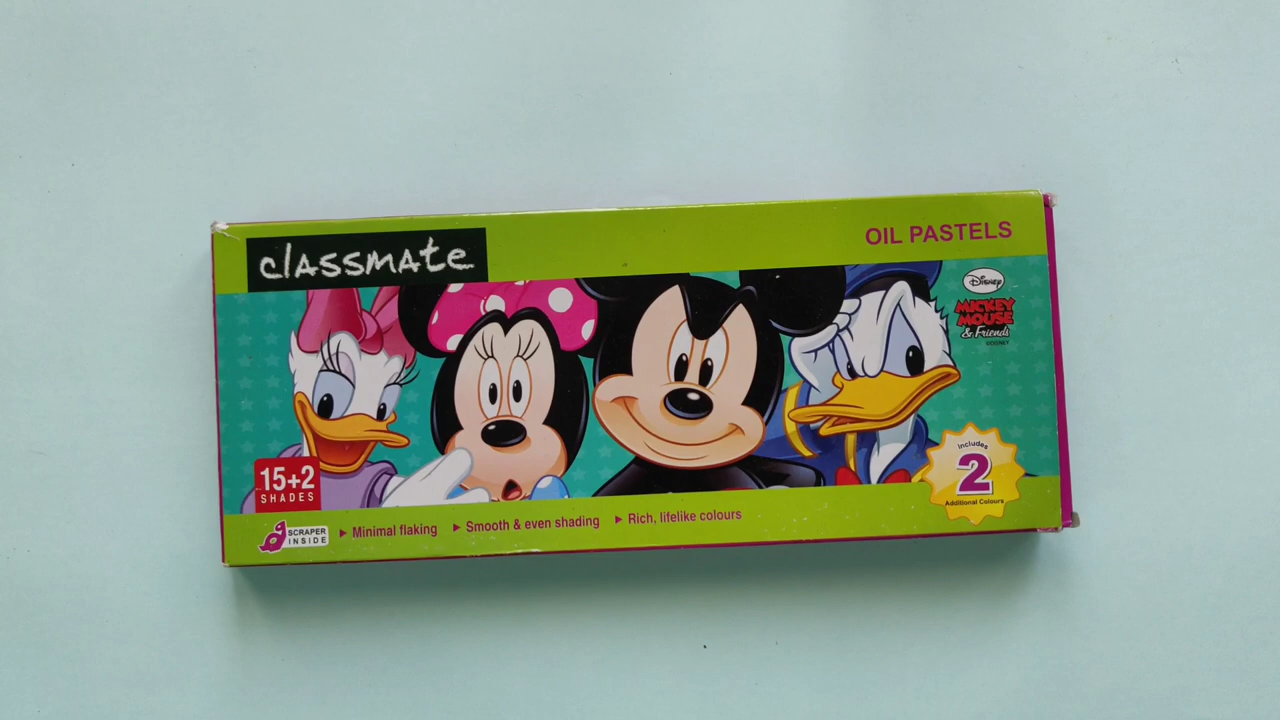 classmate
OIL PASTELS
Disney
MICKEY
MOUSE
& Friends
©DISNEY
15+2
SHADES
Includes
2
Additional Colours
SCRAPER
INSIDE
Minimal flaking
Smooth & even shading
Rich, lifelike colours